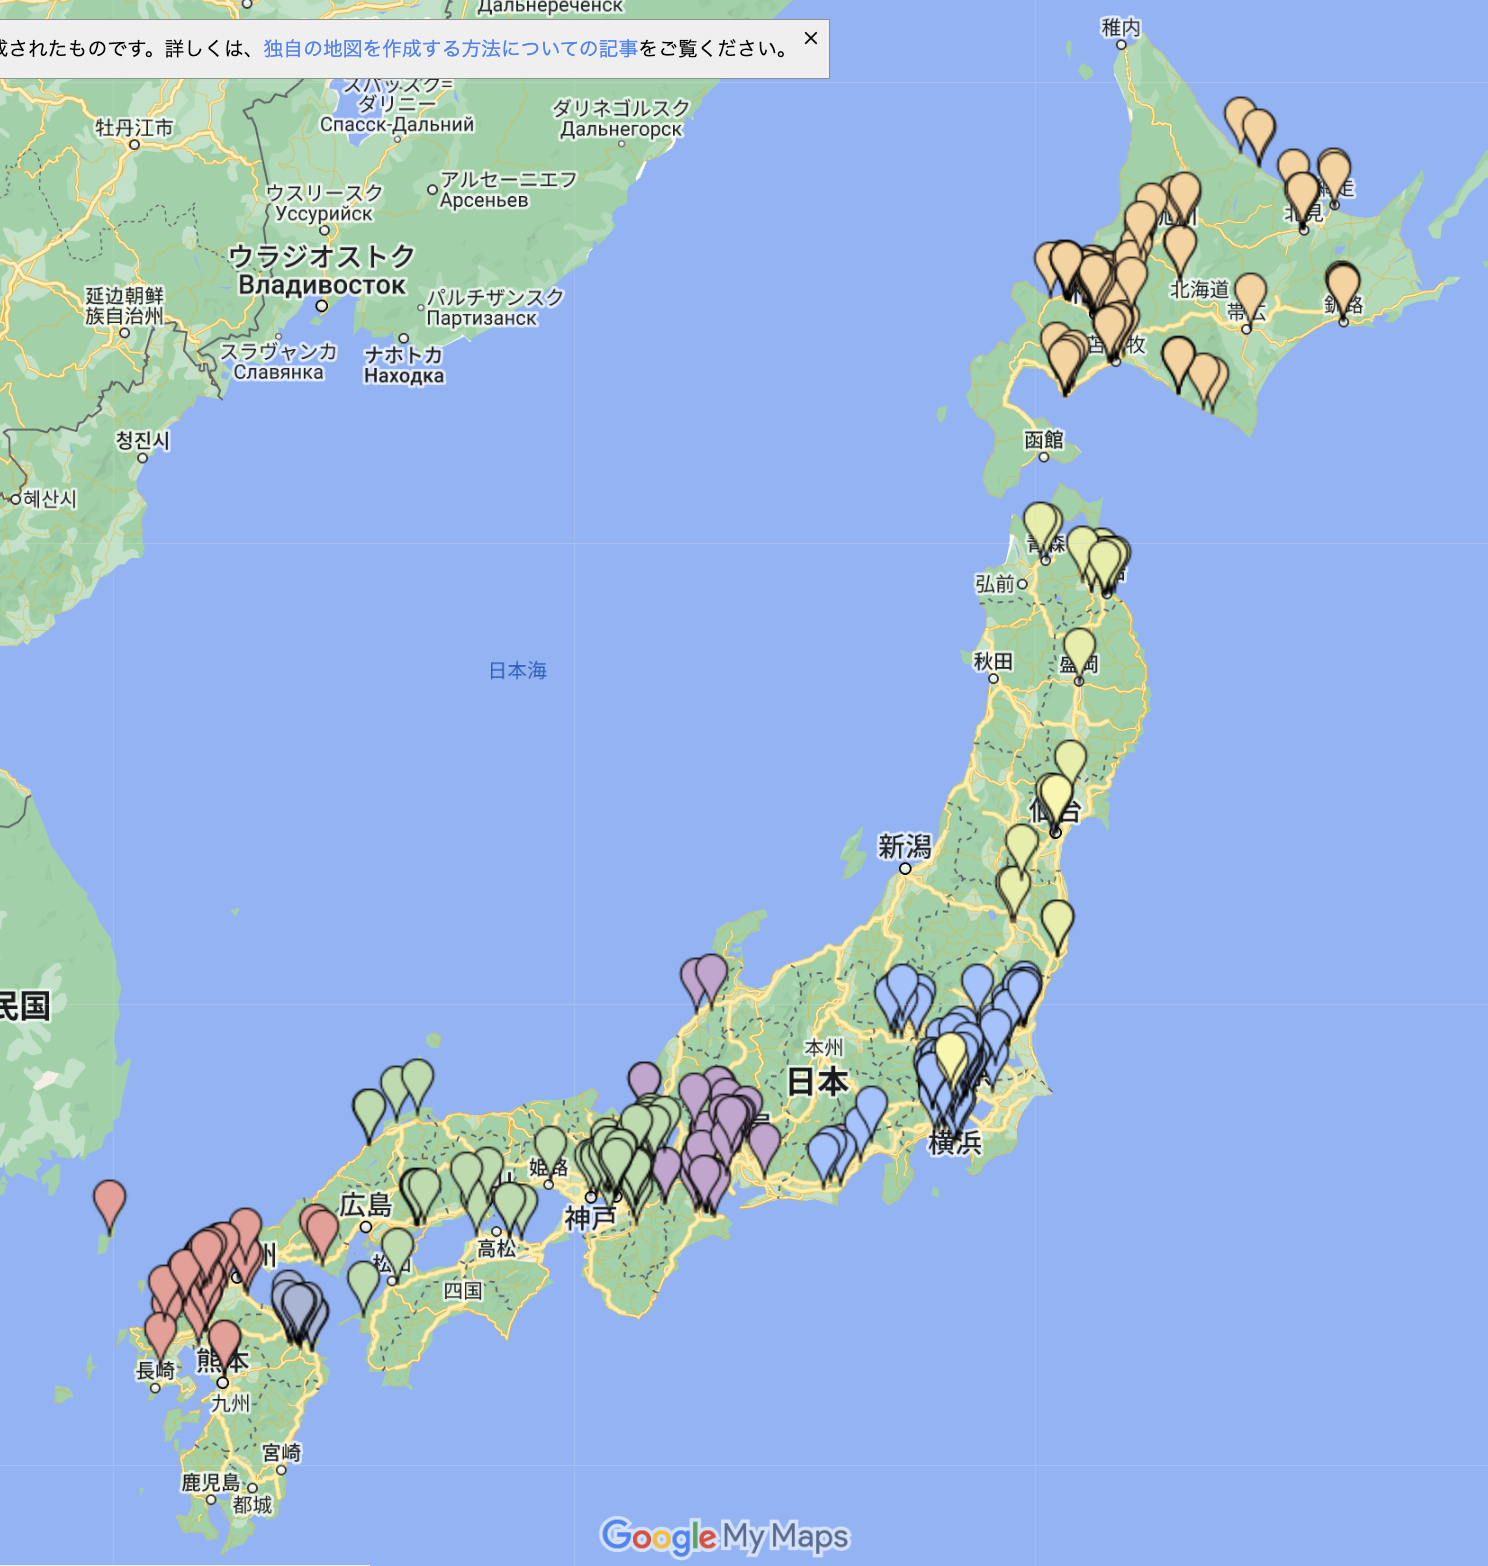 Дальнереченск
成されたものです。詳しくは、独自の地図を作成する方法についての記事をご覧ください。
稚内
スパッスク=
ダリニー
Спасск-Дальний
ダリネゴルスク
Дальнегорск
牡丹江市
アルセーニエフ
Арсеньев
ウスリースク
Уссурийск
網走
北見
旭川
ウラジオストク
Владивосток
延边朝鲜
族自治州
パルチザンスク
Партизанск
北海道
帯広
釧路
スラヴャンカ
Славянка
ナホトカ
Находка
苫小牧
청진시
函館
혜산시
青森
弘前
秋田
盛岡
日本海
仙台
新潟
民国
本州
日本
横浜
姫路
広島
神戸
高松
松山
四国
長崎
熊本
九州
宮崎
鹿児島
都城
Google My Maps